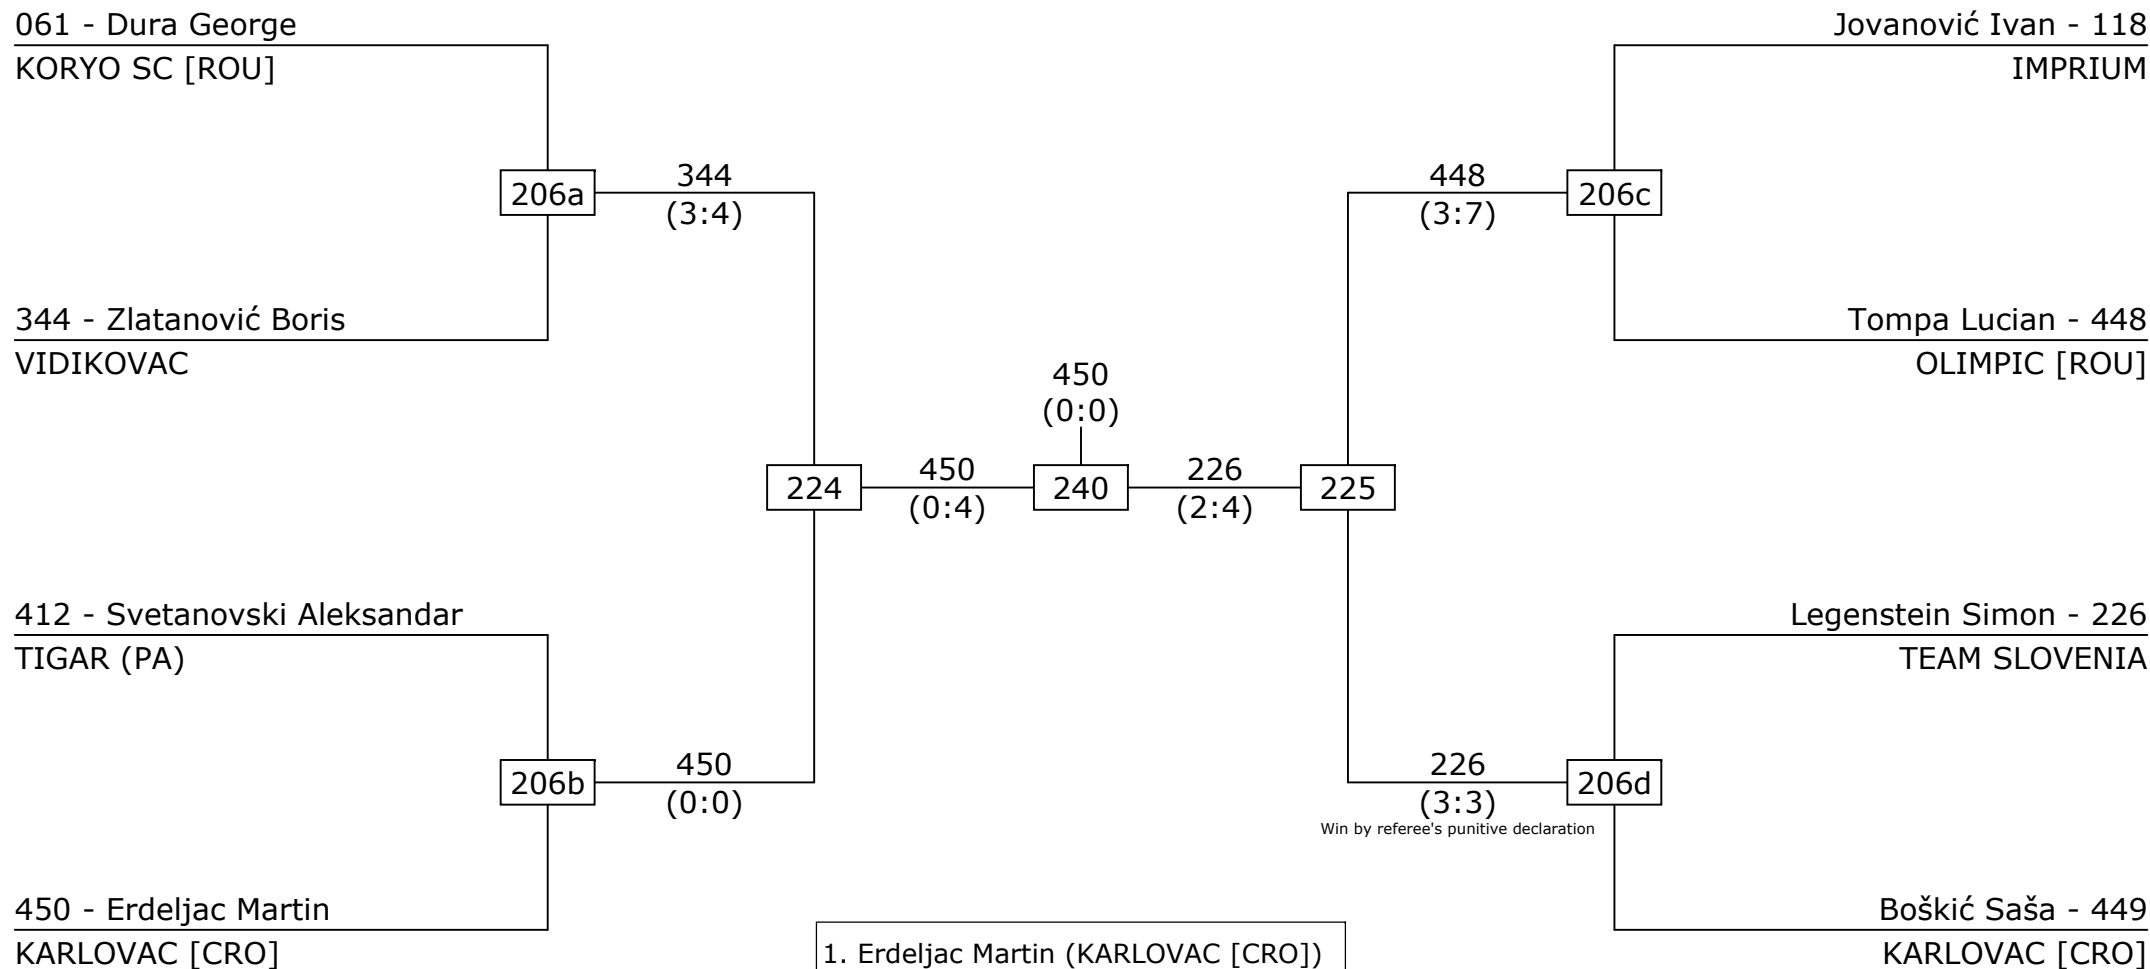 061 - Dura George
KORYO SC [ROU]
Jovanović Ivan - 118
IMPRIUM
206a
344
(3:4)
448
(3:7)
206c
344 - Zlatanović Boris
VIDIKOVAC
Tompa Lucian - 448
OLIMPIC [ROU]
450
(0:0)
224
450
(0:4)
240
226
(2:4)
225
412 - Svetanovski Aleksandar
TIGAR (PA)
Legenstein Simon - 226
TEAM SLOVENIA
206b
450
(0:0)
226
(3:3)
Win by referee's punitive declaration
206d
450 - Erdeljac Martin
KARLOVAC [CRO]
Boškić Saša - 449
KARLOVAC [CRO]
1. Erdeljac Martin (KARLOVAC [CRO])